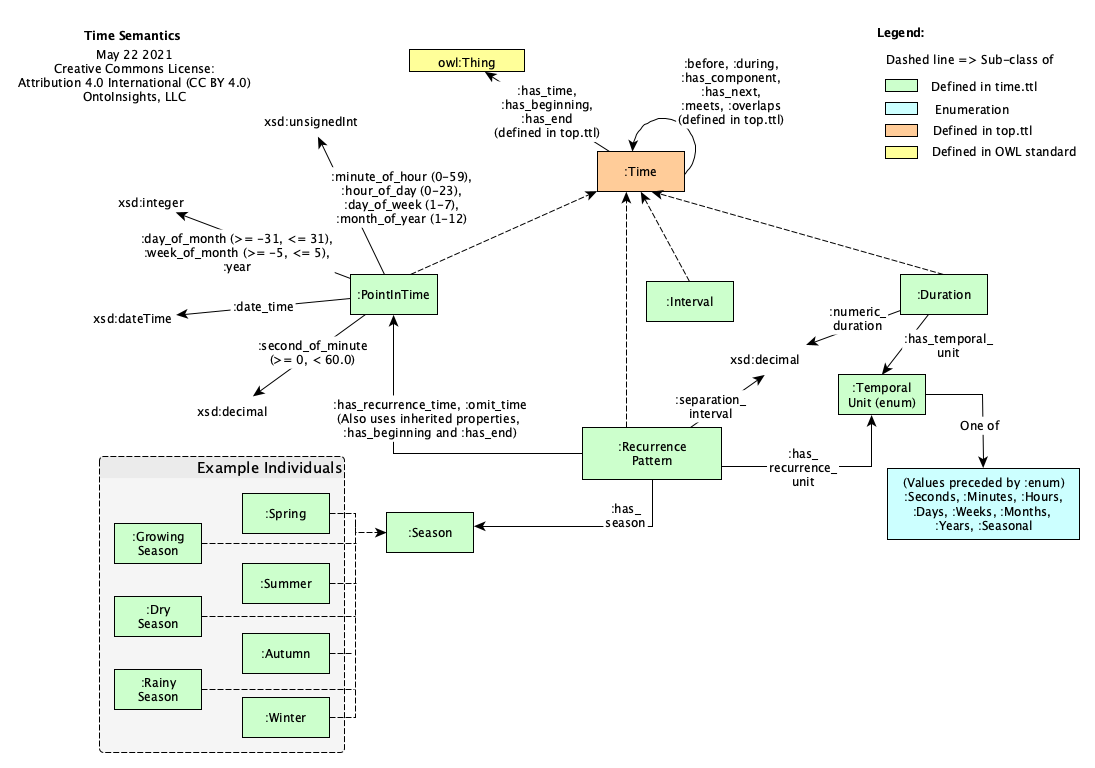 Time Semantics
May 22 2021
Creative Commons License:
Attribution 4.0 International (CC BY 4.0)
OntoInsights, LLC
owl:Thing
:has_time,
:has_beginning,
:has_end
(defined in top.ttl)
:before, :during,
:has_component,
:has_next,
:meets, :overlaps
(defined in top.ttl)
Legend:
Dashed line => Sub-class of
Defined in time.ttl
Enumeration
Defined in top.ttl
Defined in OWL standard
:Time
xsd:unsignedInt
:minute_of_hour (0-59),
:hour_of_day (0-23),
:day_of_week (1-7),
:month_of_year (1-12)
xsd:integer
:day_of_month (>= -31, <= 31),
:week_of_month (>= -5, <= 5),
:year
:PointInTime
:date_time
xsd:dateTime
:second_of_minute
(>= 0, < 60.0)
xsd:decimal
:Interval
:Duration
:numeric_
duration
:has_temporal_
unit
xsd:decimal
:Temporal
Unit (enum)
:separation_
interval
One of
:has_recurrence_time, :omit_time
(Also uses inherited properties,
:has_beginning and :has_end)
:Recurrence
Pattern
:has_
recurrence_
unit
(Values preceded by :enum)
:Seconds, :Minutes, :Hours,
:Days, :Weeks, :Months,
:Years, :Seasonal
:has_
season
:Season
Example Individuals
:Spring
:Growing
Season
:Summer
:Dry
Season
:Autumn
:Rainy
Season
:Winter